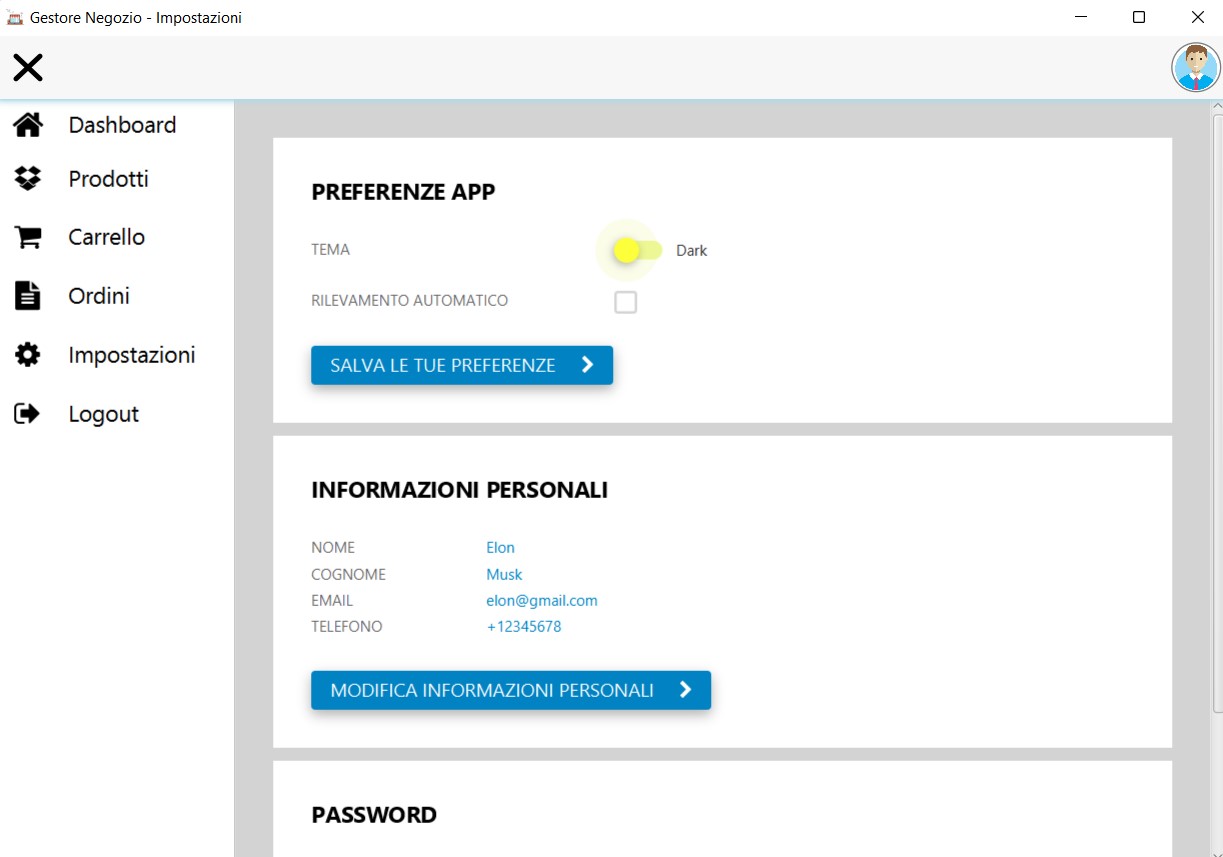 Gestore Negozio - Impostazioni
Dashboard
Prodotti
Carrello
Ordini
Impostazioni
Logout
PREFERENZE APP
TEMA Dark
RILEVAMENTO AUTOMATICO
SALVA LE TUE PREFERENZE
INFORMAZIONI PERSONALI
NOME Elon
COGNOME Musk
EMAIL elon@gmail.com
TELEFONO +12345678
MODIFICA INFORMAZIONI PERSONALI
PASSWORD